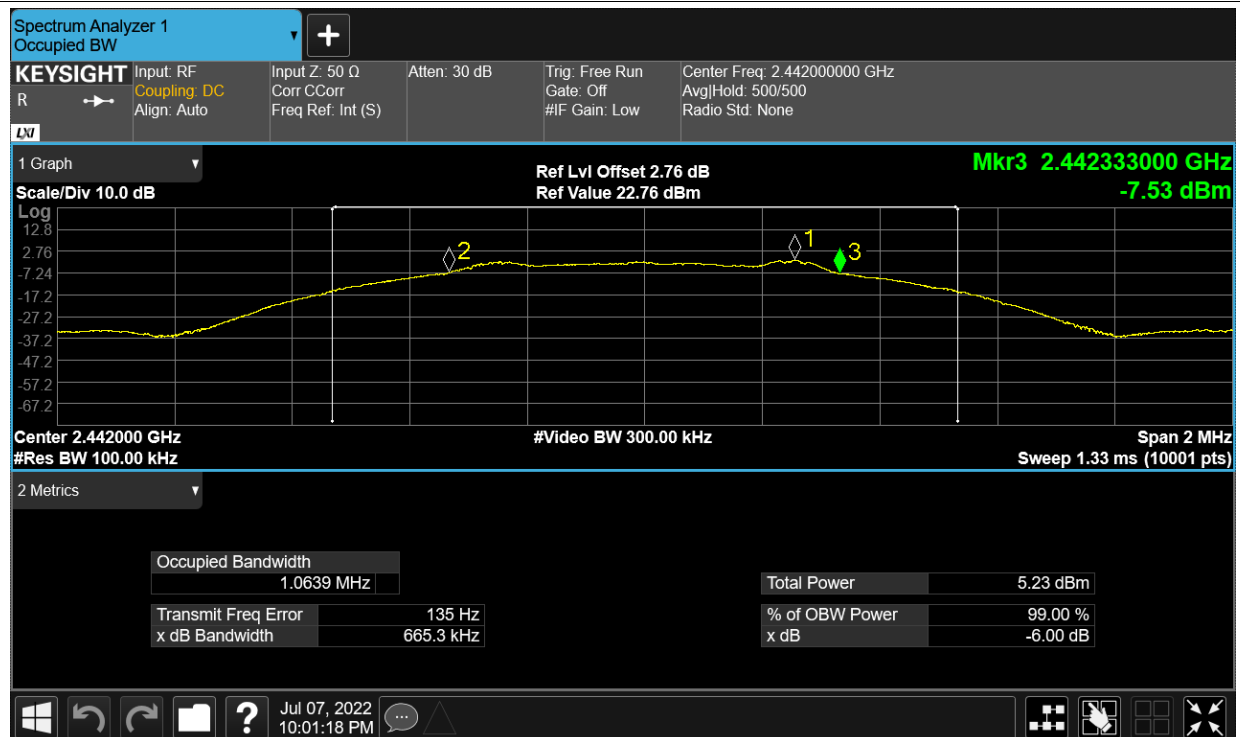 Spectrum Analyzer 1
Occupied BW
KEYSIGHT
R
LXI
Input: RF
Coupling: DC
Align: Auto
Input Z: 50 Ω
Corr CCorr
Freq Ref: Int (S)
Atten: 30 dB
Trig: Free Run
Gate: Off
#IF Gain: Low
Center Freq: 2.442000000 GHz
Avg|Hold: 500/500
Radio Std: None
1 Graph
Scale/Div 10.0 dB
Ref Lvl Offset 2.76 dB
Ref Value 22.76 dBm
Mkr3 2.442333000 GHz
-7.53 dBm
Log
12.8
2.76
-7.24
-17.2
-27.2
-37.2
-47.2
-57.2
-67.2
2
1
3
Center 2.442000 GHz
#Video BW 300.00 kHz
Span 2 MHz
#Res BW 100.00 kHz
Sweep 1.33 ms (10001 pts)
2 Metrics
Occupied Bandwidth
1.0639 MHz
Total Power 5.23 dBm
Transmit Freq Error 135 Hz
% of OBW Power 99.00 %
x dB Bandwidth 665.3 kHz
x dB -6.00 dB
?
Jul 07, 2022
10:01:18 PM